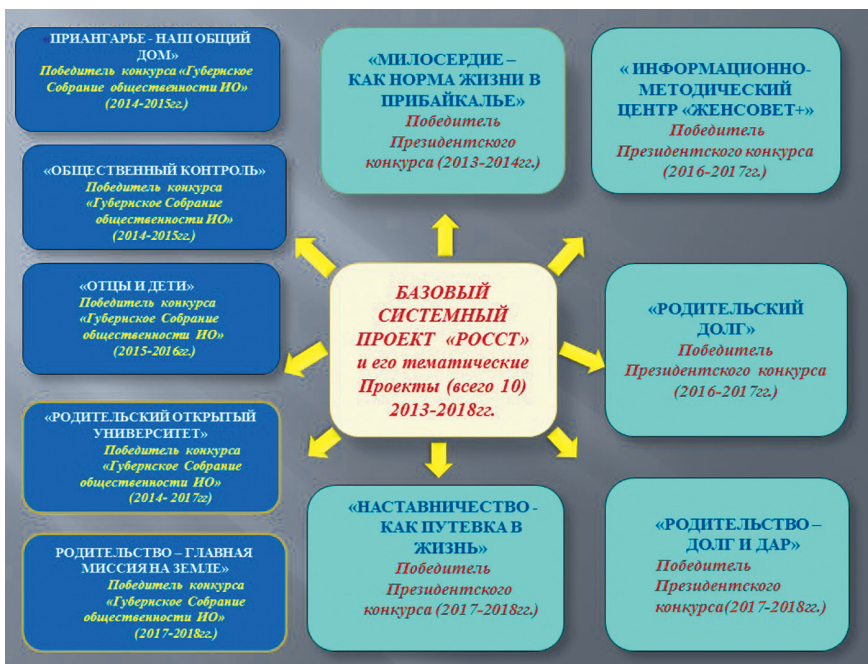 «ПРИАНГАРЬЕ - НАШ ОБЩИЙ
ДОМ»
Победитель конкурса «Губернское
Собрание общественности ИО»
(2014-2015гг.)
«ОБЩЕСТВЕННЫЙ КОНТРОЛЬ»
Победитель конкурса
«Губернское Собрание
общественности ИО»
(2014-2015гг.)
«ОТЦЫ И ДЕТИ»
Победитель конкурса
«Губернское Собрание
общественности ИО»
(2015-2016гг.)
«РОДИТЕЛЬСКИЙ ОТКРЫТЫЙ
УНИВЕРСИТЕТ»
Победитель конкурса
«Губернское Собрание
общественности ИО»
(2014- 2017гг)
РОДИТЕЛЬСТВО – ГЛАВНАЯ
МИССИЯ НА ЗЕМЛЕ»
Победитель конкурса
«Губернское Собрание
общественности ИО»
(2017-2018гг.)
«МИЛОСЕРДИЕ –
КАК НОРМА ЖИЗНИ В
ПРИБАЙКАЛЬЕ»
Победитель
Президентского
конкурса (2013-2014гг.)
БАЗОВЫЙ
СИСТЕМНЫЙ
ПРОЕКТ «РОССТ»
и его тематические
Проекты (всего 10)
2013-2018гг.
«НАСТАВНИЧЕСТВО -
КАК ПУТЕВКА В
ЖИЗНЬ»
Победитель
Президентского
конкурса (2017-2018гг.)
« ИНФОРМАЦИОННО-
МЕТОДИЧЕСКИЙ
ЦЕНТР «ЖЕНСОВЕТ+»
Победитель
Президентского конкурса
(2016-2017гг.)
«РОДИТЕЛЬСКИЙ
ДОЛГ»
Победитель
Президентского конкурса
(2016-2017гг.)
«РОДИТЕЛЬСТВО –
ДОЛГ И ДАР»
Победитель
Президентского
конкурса(2017-2018гг.)